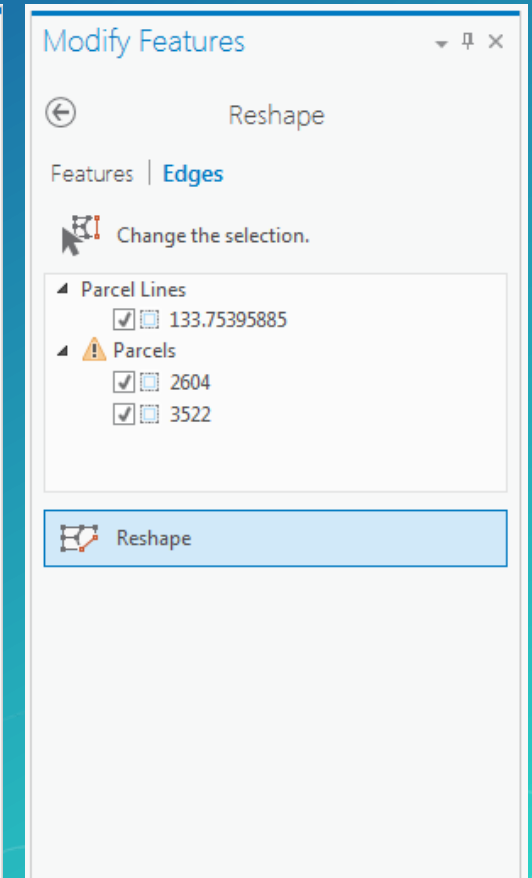 Modify Features
Reshape
Features | Edges
Change the selection.
Parcel Lines
133.75395885
Parcels
2604
3522
Reshape